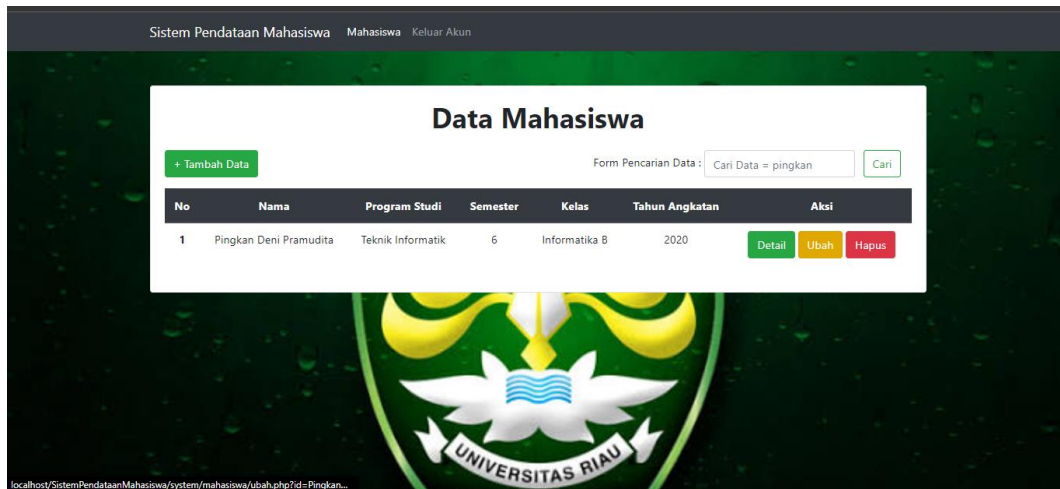 Sistem Pendataan Mahasiswa Mahasiswa Keluar Akun
Data Mahasiswa
+ Tambah Data Form Pencarian Data : Cari Data = pingkan Cari
No Nama Program Studi Semester Kelas Tahun Angkatan Aksi
1 Pingkan Deni Pramudita Teknik Informatik 6 Informatika B 2020 Detail Ubah Hapus
UNIVERSITAS RIAU
localhost/SistemPendataanMahasiswa/system/mahasiswa/ubah.php?id=Pingkan...